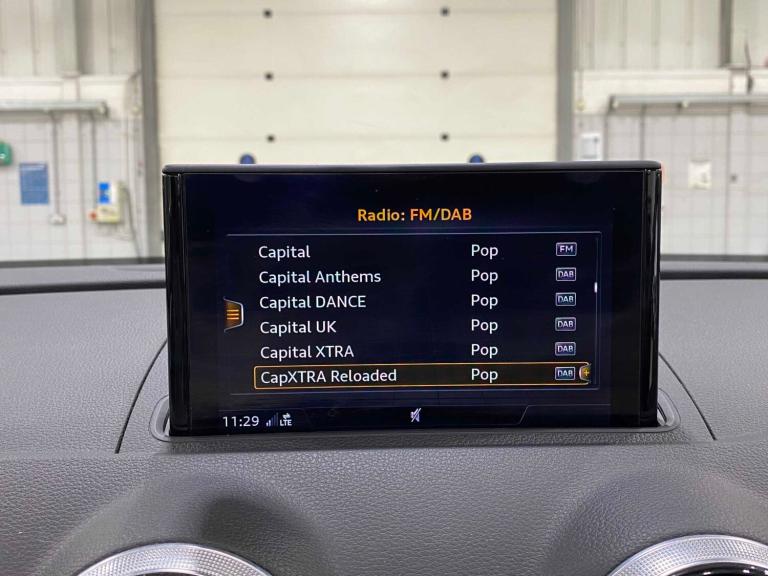 Radio: FM/DAB
Capital Pop FM
Capital Anthems Pop DAB
Capital DANCE Pop DAB
Capital UK Pop DAB
Capital XTRA Pop DAB
CapXTRA Reloaded Pop DAB
11:29 LTE